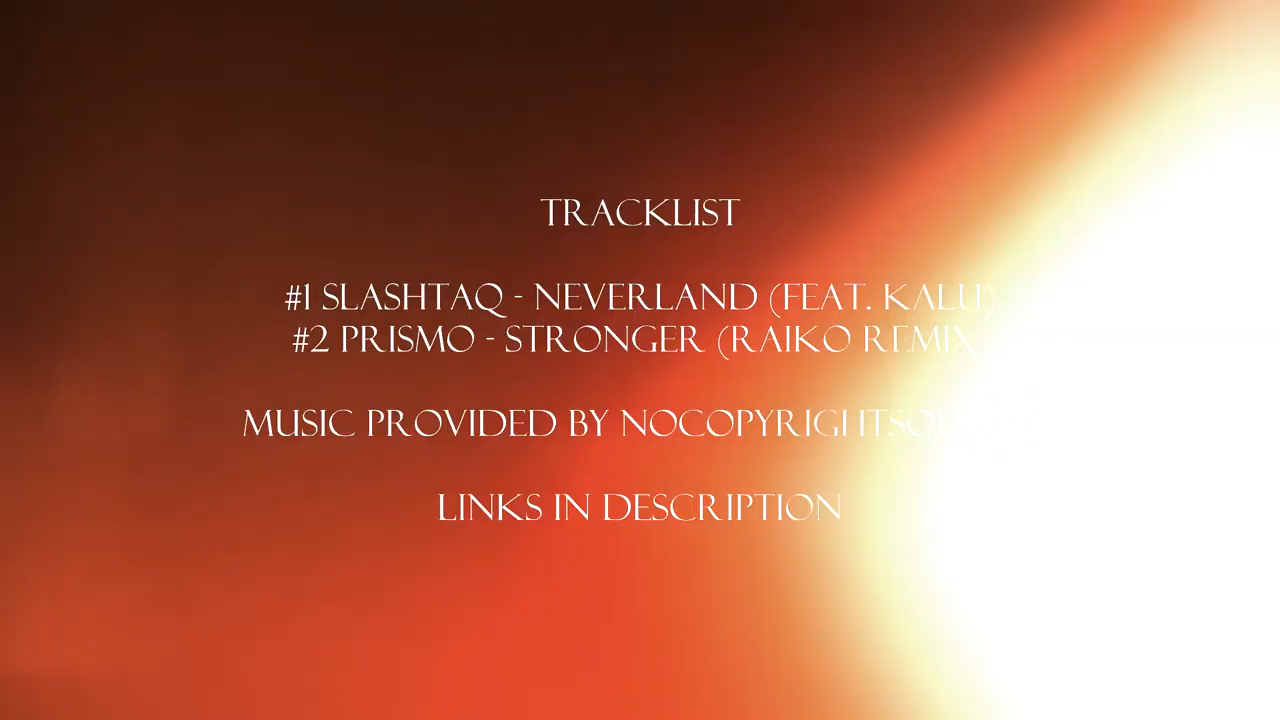 TRACKLIST
#1 SLASHTAQ - NEVERLAND (FEAT. KALU)
#2 PRISMO - STRONGER (RAIKO REMIX)
MUSIC PROVIDED BY
LINKS IN DESCRIPTION